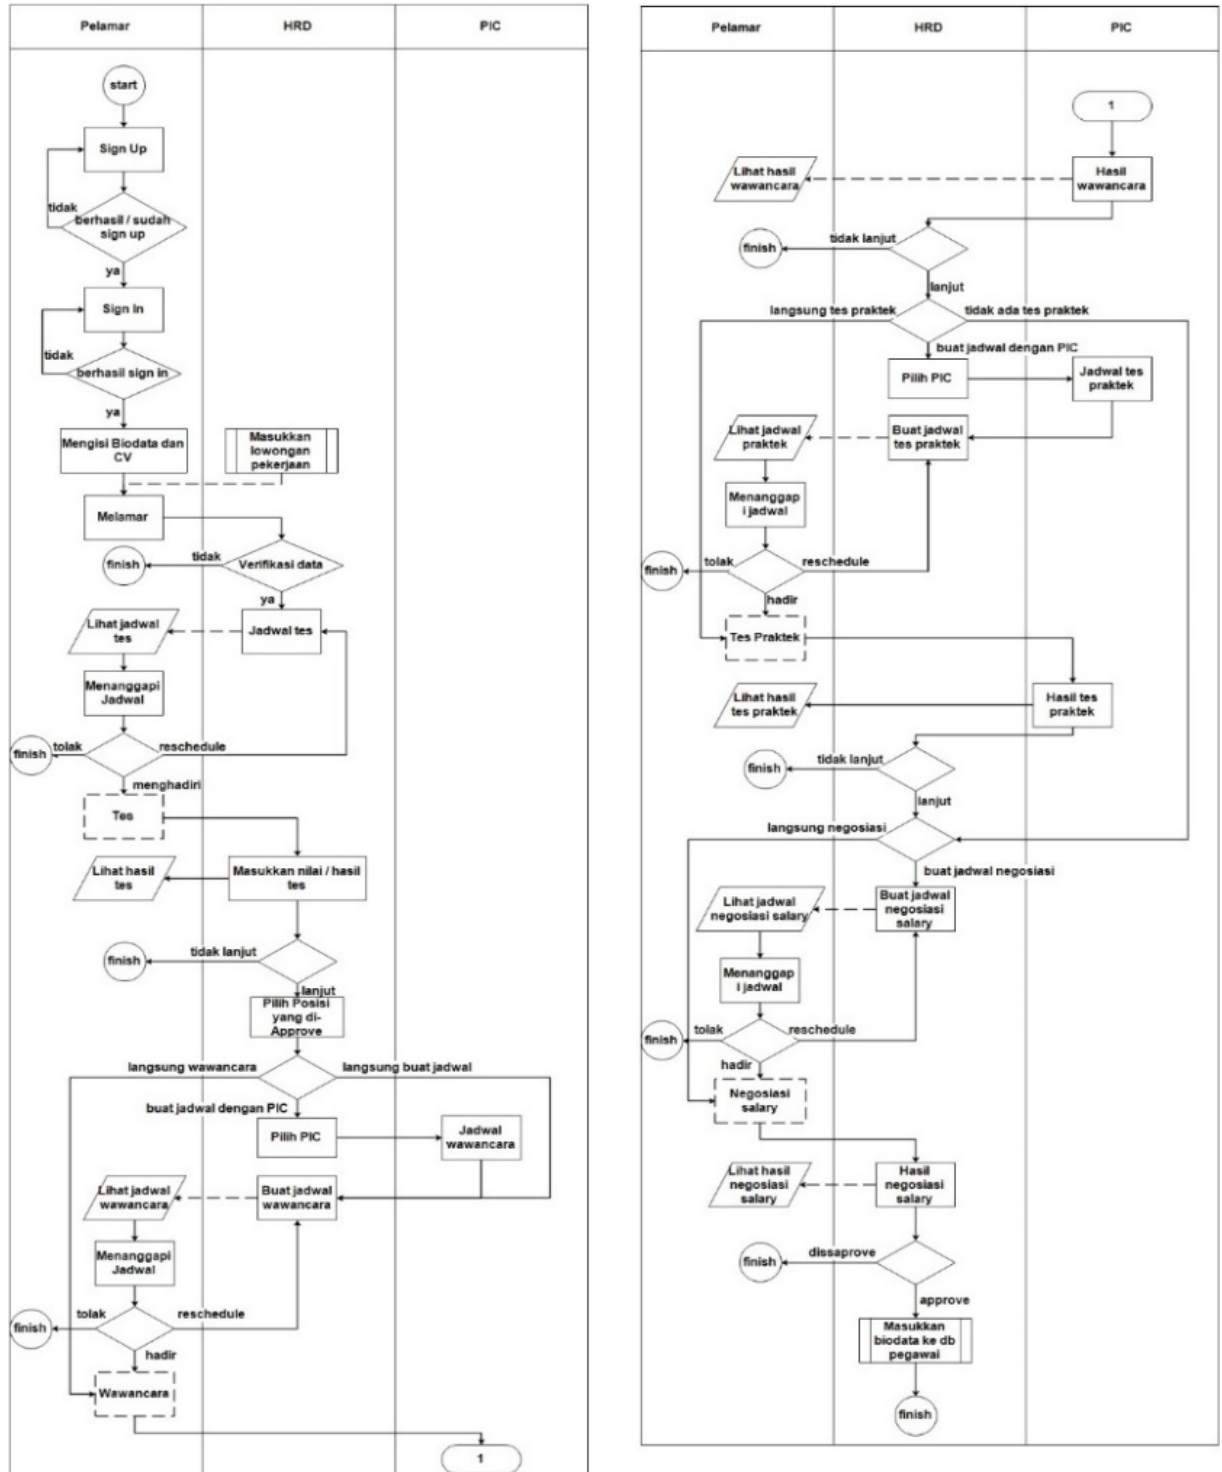 Pelamar
HRD
PIC
start
Sign Up
tidak
berhasil / sudah
sign up
ya
Sign In
tidak
berhasil sign in
ya
Mengisi Biodata dan
CV
Masukkan
lowongan
pekerjaan
Melamar
finish
tidak
Verifikasi data
ya
Lihat jadwal
tes
Jadwal tes
Menanggapi
Jadwal
finish
tolak
reschedule
menghadiri
Tes
Lihat hasil
tes
Masukkan nilai / hasil
tes
finish
tidak lanjut
lanjut
Pilih Posisi
yang di-
Approve
langsung wawancara
langsung buat jadwal
buat jadwal dengan PIC
Pilih PIC
Jadwal
wawancara
Lihat jadwal
wawancara
Buat jadwal
wawancara
Menanggapi
Jadwal
finish
tolak
reschedule
hadir
Wawancara
1
Pelamar
HRD
PIC
1
Lihat hasil
wawancara
Hasil
wawancara
finish
tidak lanjut
lanjut
langsung tes praktek
tidak ada tes praktek
buat jadwal dengan PIC
Pilih PIC
Jadwal tes
praktek
Lihat jadwal
praktek
Buat jadwal
tes praktek
Menanggap
i jadwal
finish
tolak
reschedule
hadir
Tes Praktek
Lihat hasil
tes praktek
Hasil tes
praktek
finish
tidak lanjut
lanjut
langsung negosiasi
buat jadwal negosiasi
Lihat jadwal
negosiasi salary
Buat jadwal
negosiasi
salary
Menanggap
i jadwal
finish
tolak
reschedule
hadir
Negosiasi
salary
Lihat hasil
negosiasi
salary
Hasil
negosiasi
salary
finish
dissaprove
approve
Masukkan
biodata ke db
pegawai
finish